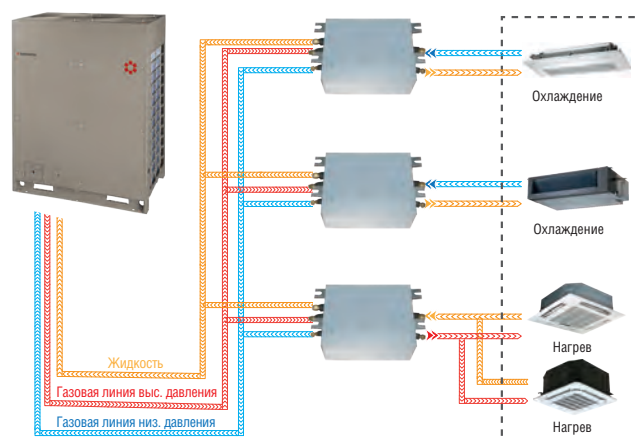 Охлаждение
Охлаждение
Нагрев
Нагрев
Жидкость
Газовая линия выс. давления
Газовая линия низ. давления